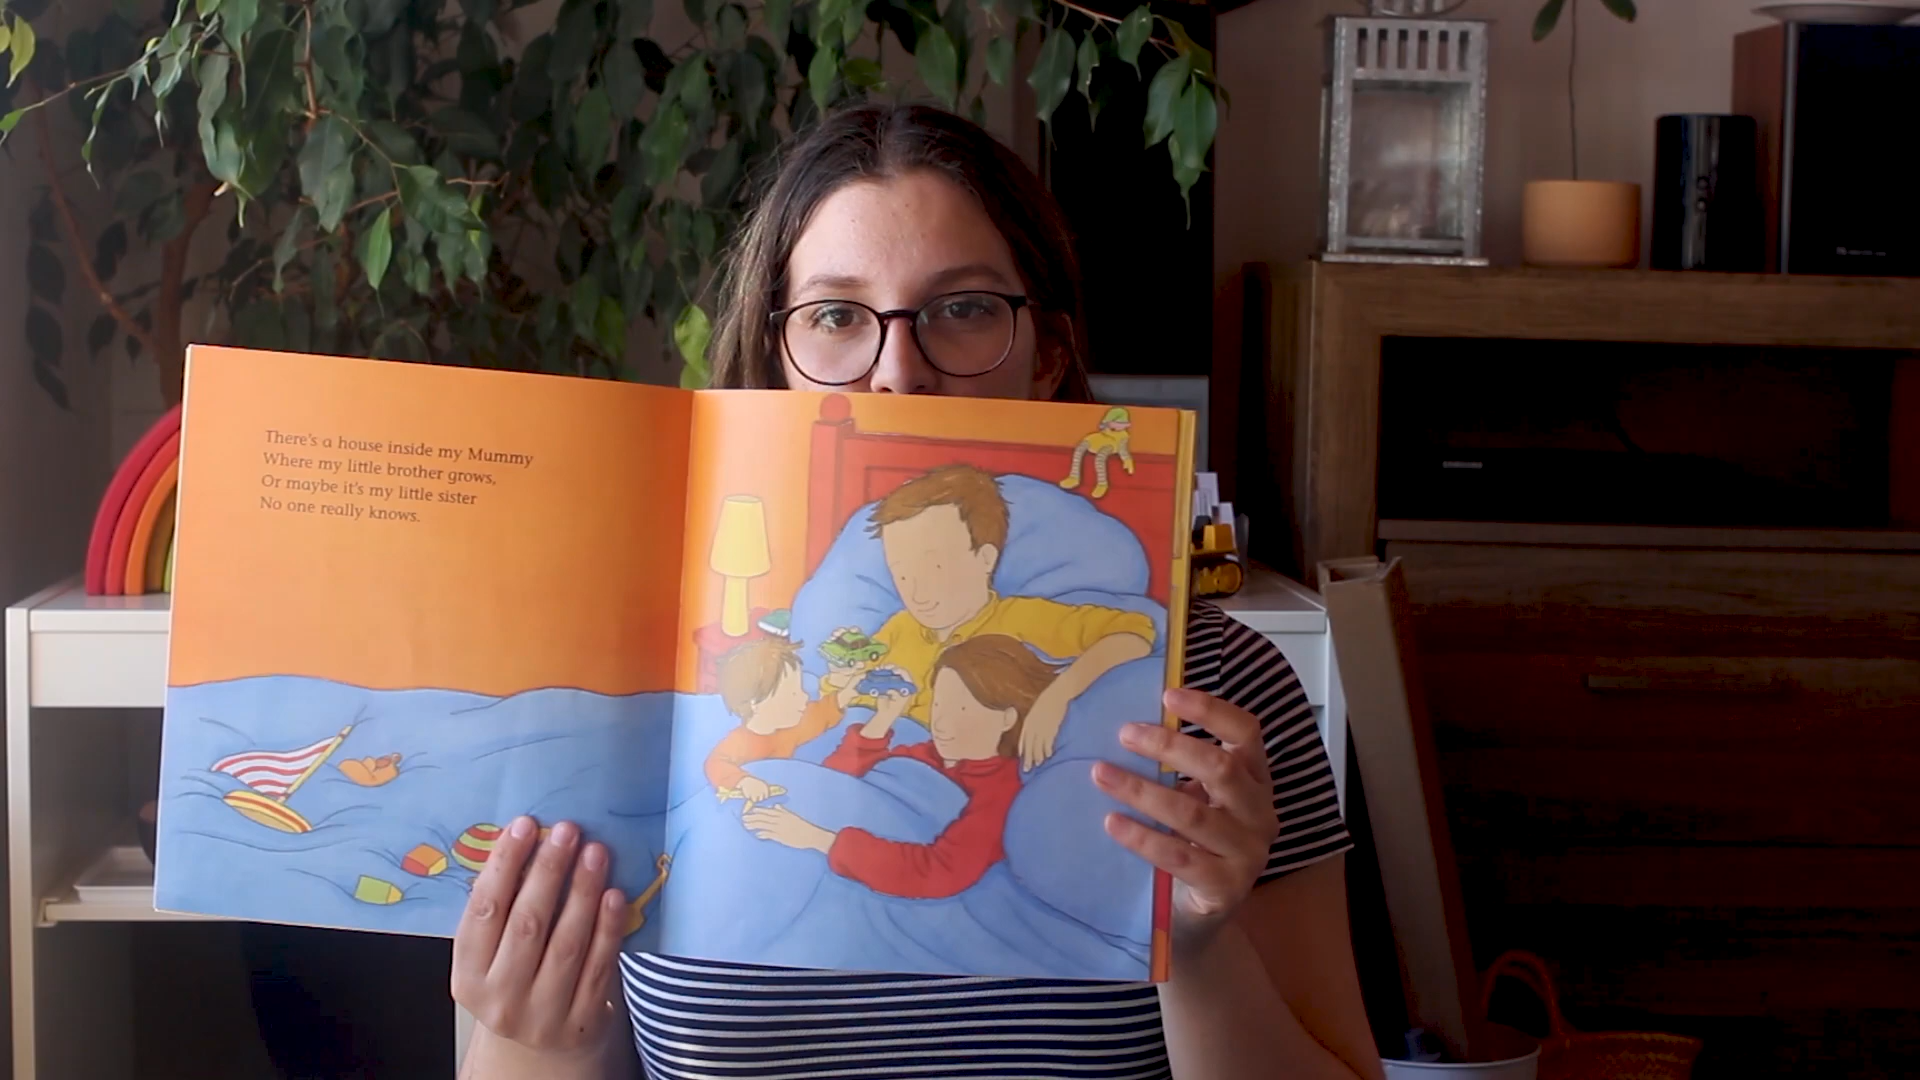 There's a house inside my Mummy
Where my little brother grows,
Or maybe it's my little sister
No one really knows.
SAMSUNG